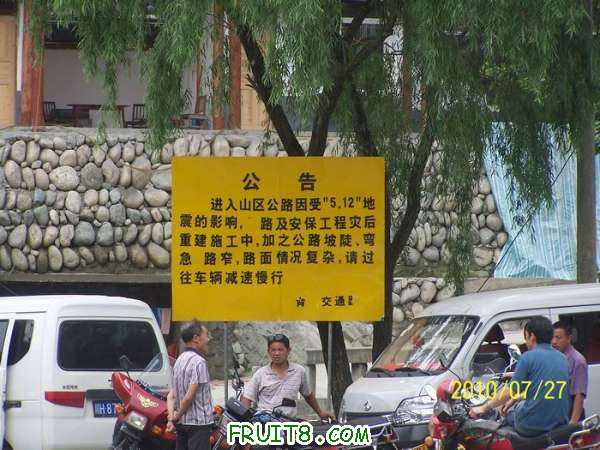 公告
进入山区公路因受"5.12"地
震的影响, 路及安保工程灾后
重建施工中,加之公路坡陡、弯
急 路窄,路面情况复杂,请过
往车辆减速慢行
交通
川H
2010/07/27
FRUIT8.COM